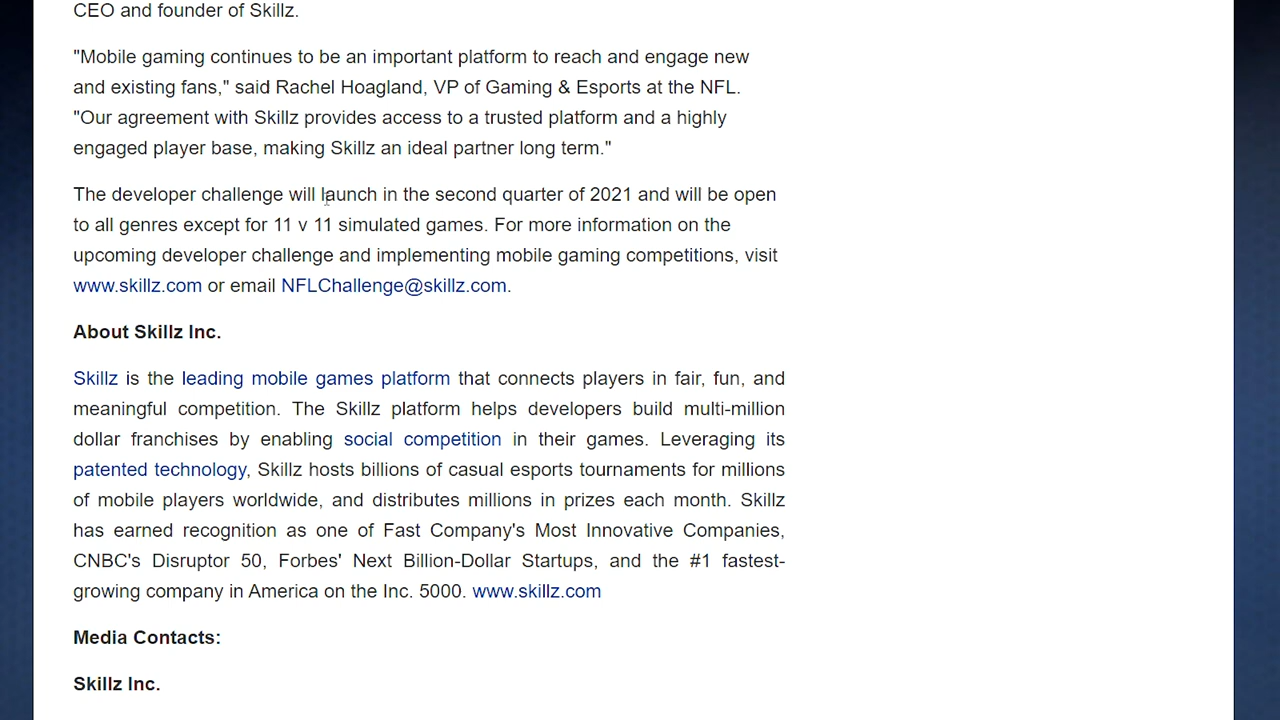 CEO and founder of Skillz.
"Mobile gaming continues to be an important platform to reach and engage new
and existing fans," said Rachel Hoagland, VP of Gaming & Esports at the NFL.
"Our agreement with Skillz provides access to a trusted platform and a highly
engaged player base, making Skillz an ideal partner long term."
The developer challenge will launch in the second quarter of 2021 and will be open
to all genres except for 11 v 11 simulated games. For more information on the
upcoming developer challenge and implementing mobile gaming competitions, visit
www.skillz.com or email NFLChallenge@skillz.com.
About Skillz Inc.
Skillz is the leading mobile games platform that connects players in fair, fun, and
meaningful competition. The Skillz platform helps developers build multi-million
dollar franchises by enabling social competition in their games. Leveraging its
patented technology, Skillz hosts billions of casual esports tournaments for millions
of mobile players worldwide, and distributes millions in prizes each month. Skillz
has earned recognition as one of Fast Company's Most Innovative Companies,
CNBC's Disruptor 50, Forbes' Next Billion-Dollar Startups, and the #1 fastest-
growing company in America on the Inc. 5000. www.skillz.com
Media Contacts:
Skillz Inc.